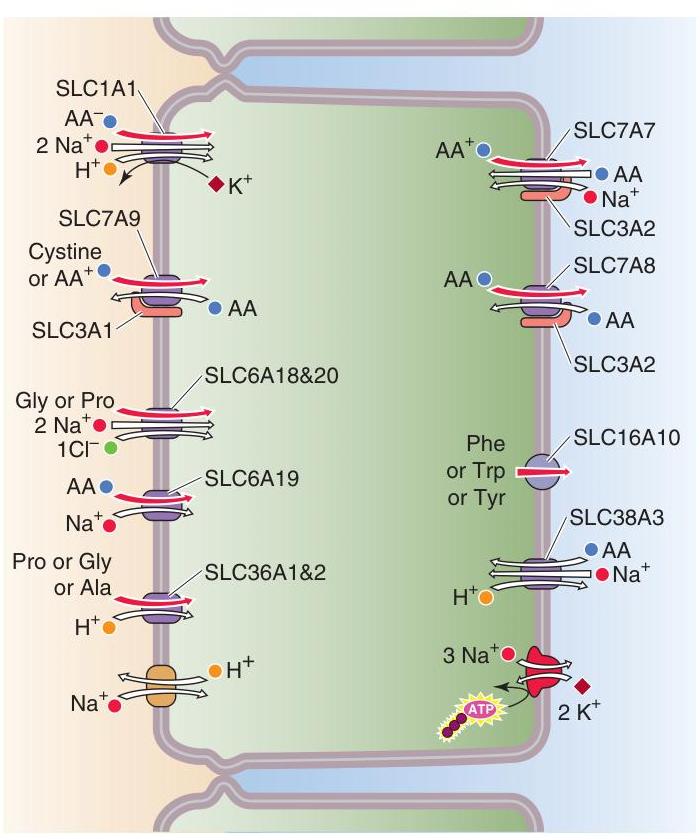 SLC1A1
AA⁻
2 Na⁺
H⁺
K⁺
SLC7A9
Cystine
or AA⁺
AA
SLC3A1
SLC6A18&20
Gly or Pro
2 Na⁺
1Cl⁻
SLC6A19
AA
Na⁺
Pro or Gly
or Ala
SLC36A1&2
H⁺
H⁺
Na⁺
SLC7A7
AA⁺
AA
Na⁺
SLC3A2
SLC7A8
AA
AA
SLC3A2
SLC16A10
Phe
or Trp
or Tyr
SLC38A3
AA
Na⁺
H⁺
3 Na⁺
ATP
2 K⁺